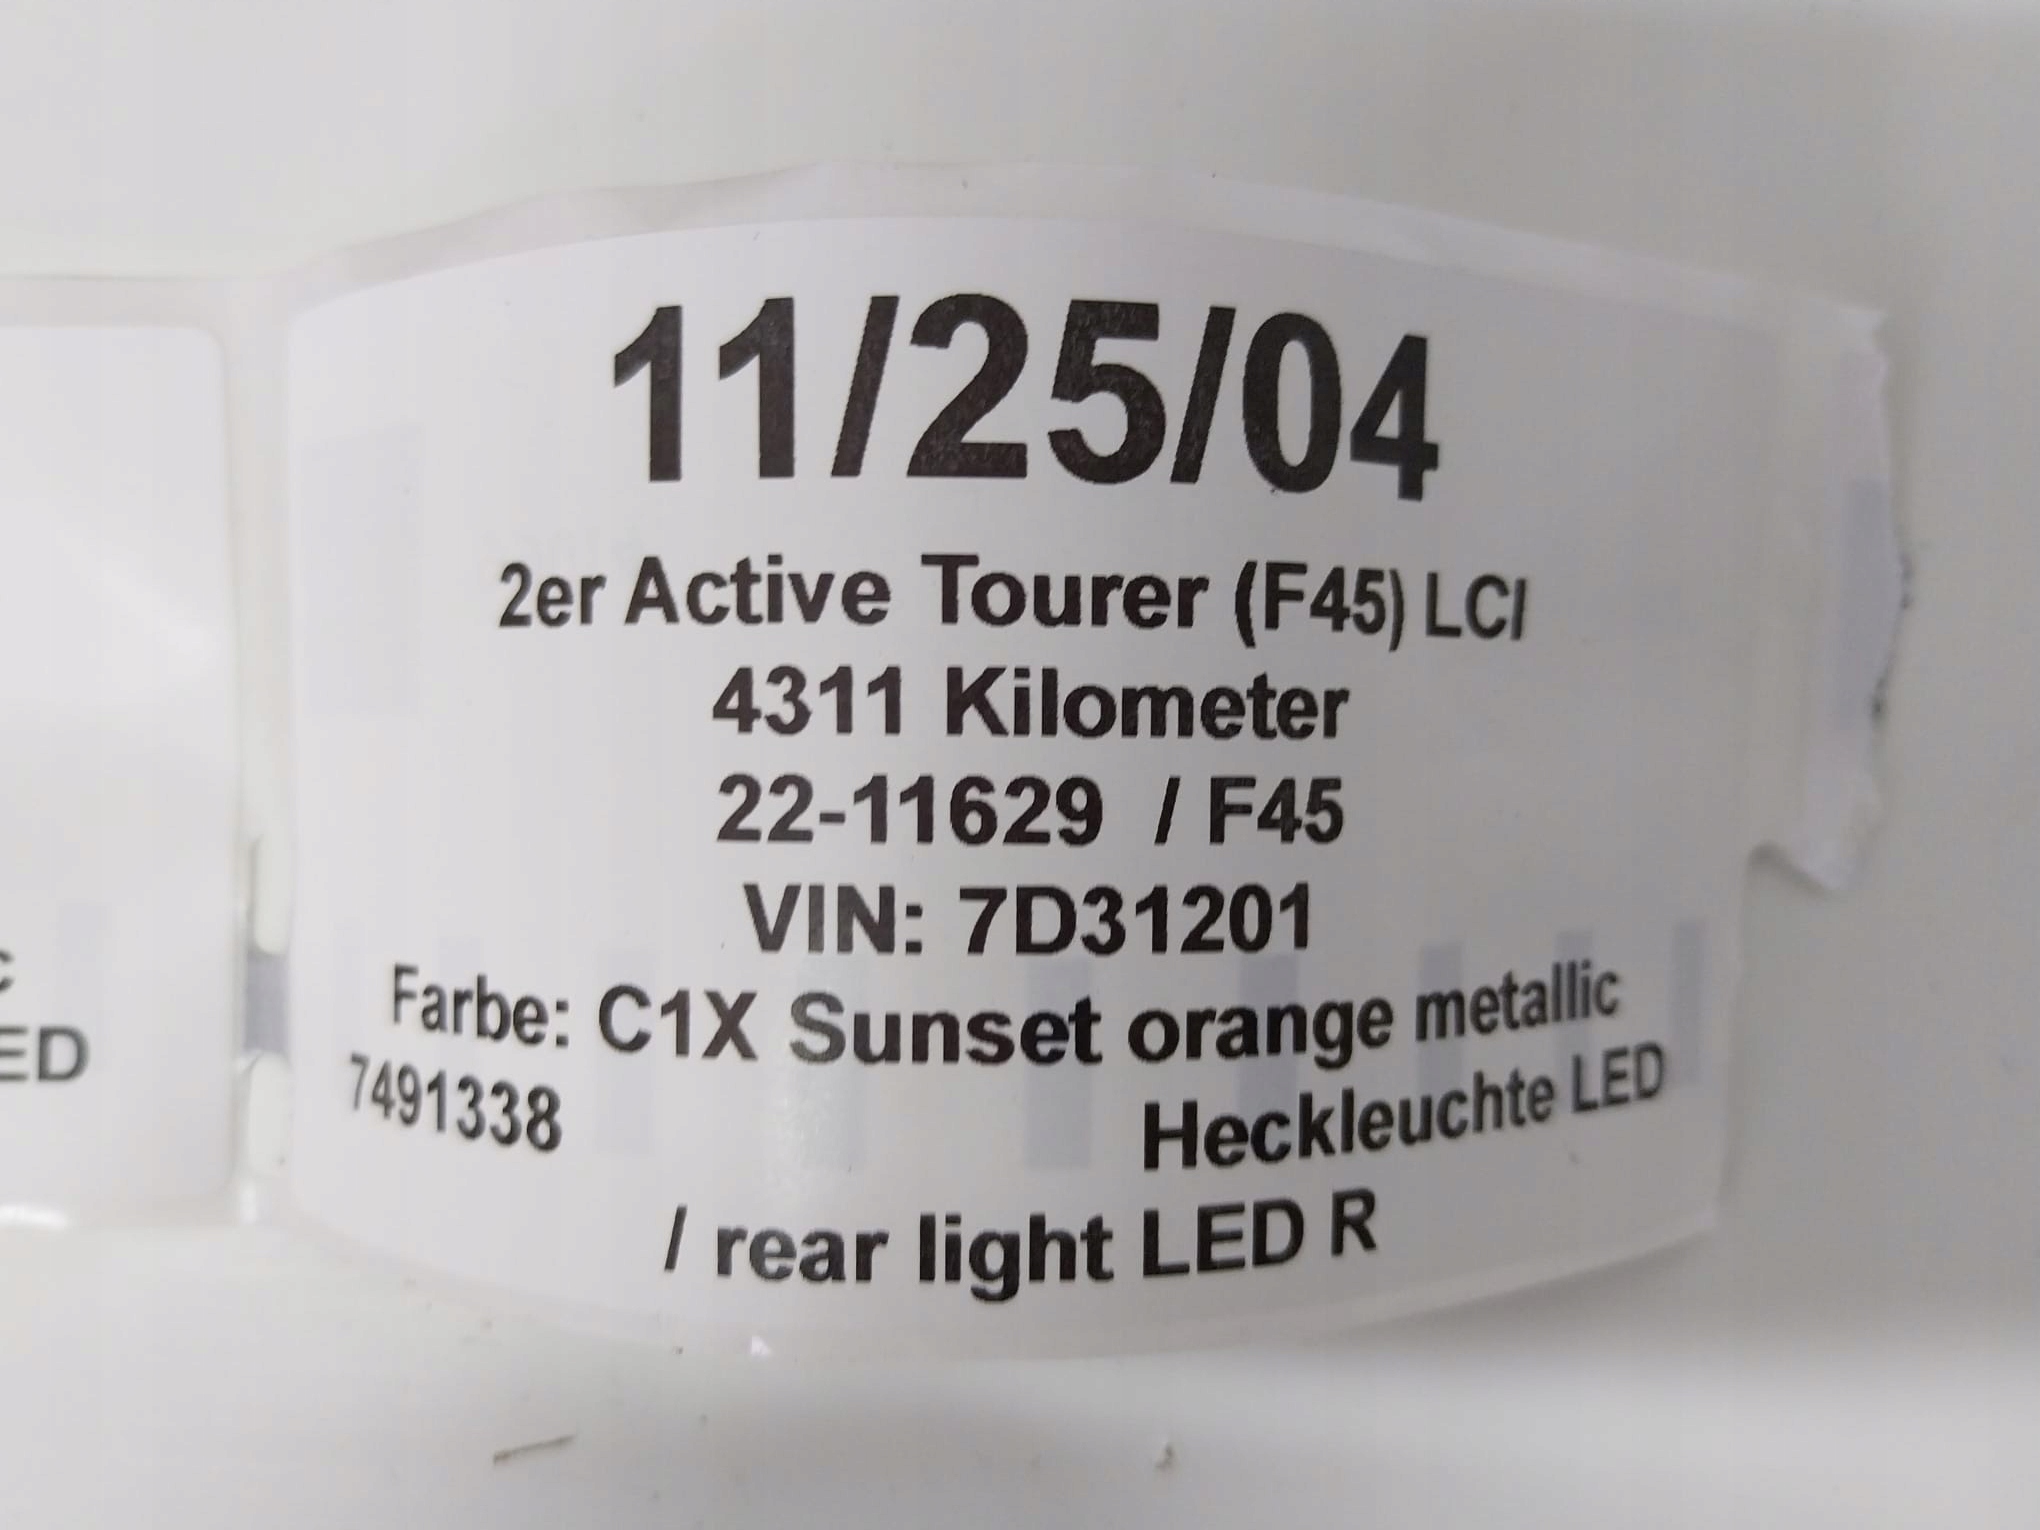 11/25/04
2er Active Tourer (F45) LCI
4311 Kilometer
22-11629 / F45
VIN: 7D31201
Farbe: C1X Sunset orange metallic
7491338 Heckleuchte LED
/ rear light LED R